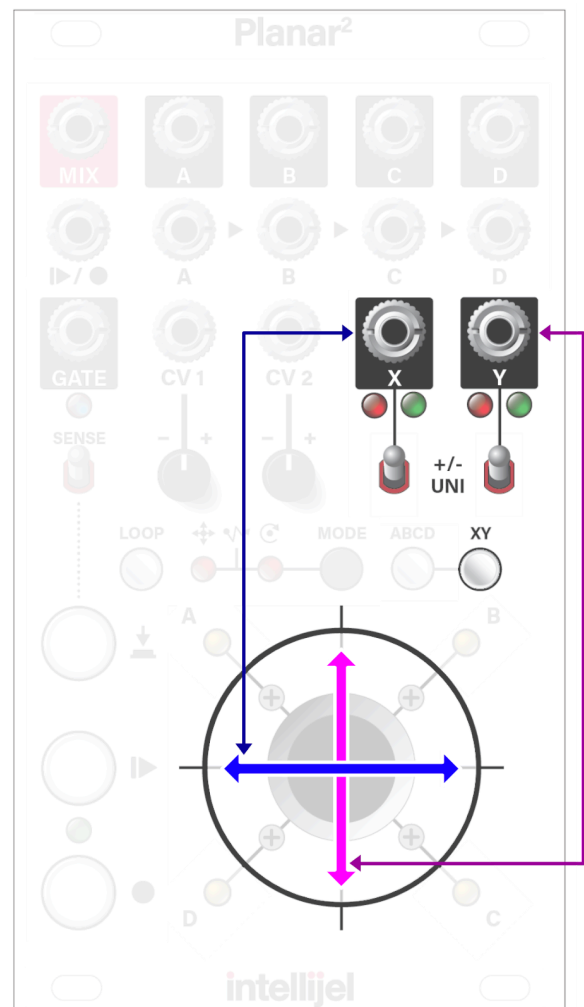 Planar²
MIX A B C D
▶/● A B C D
GATE CV 1 CV 2 X Y
SENSE - + - + +/-
UNI
LOOP MODE ABCD XY
A B
D C
intellijel